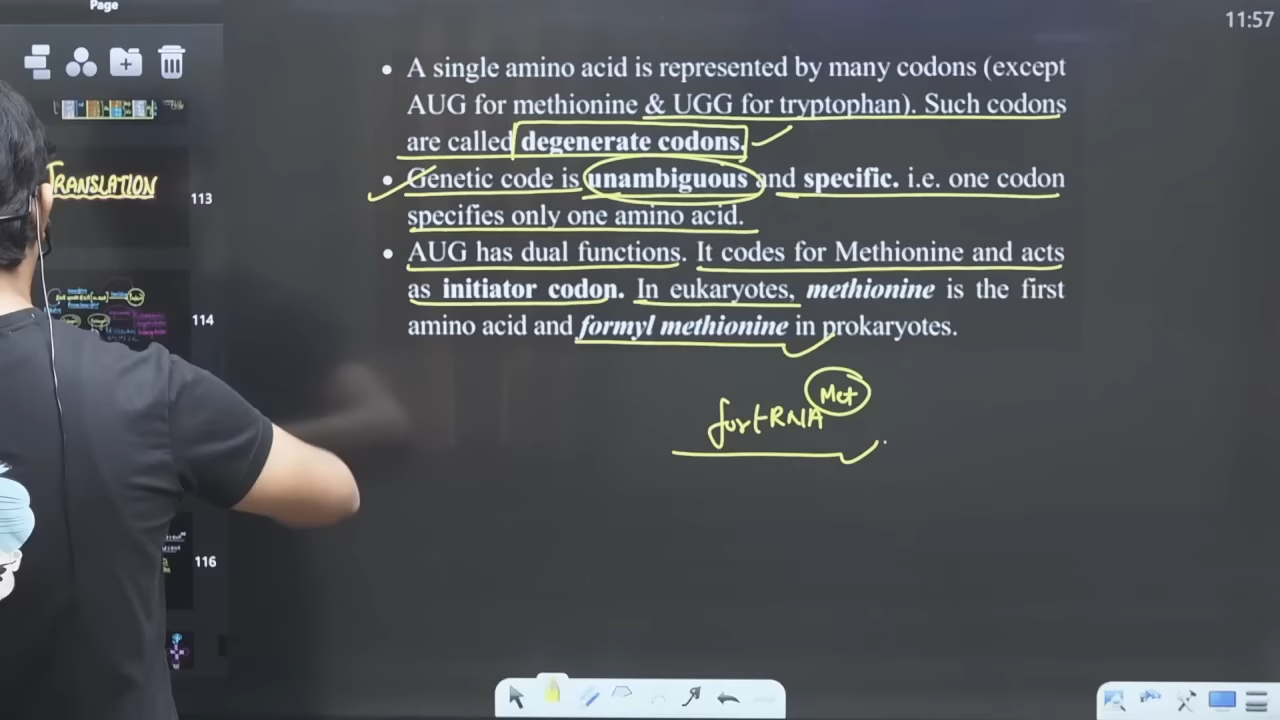 Page
11:57
• A single amino acid is represented by many codons (except
AUG for methionine & UGG for tryptophan). Such codons
are called degenerate codons.
TRANSLATION
113
• Genetic code is unambiguous and specific. i.e. one codon
specifies only one amino acid.
• AUG has dual functions. It codes for Methionine and acts
as initiator codon. In eukaryotes, methionine is the first
amino acid and formyl methionine in prokaryotes.
114
Met
tRNA
116